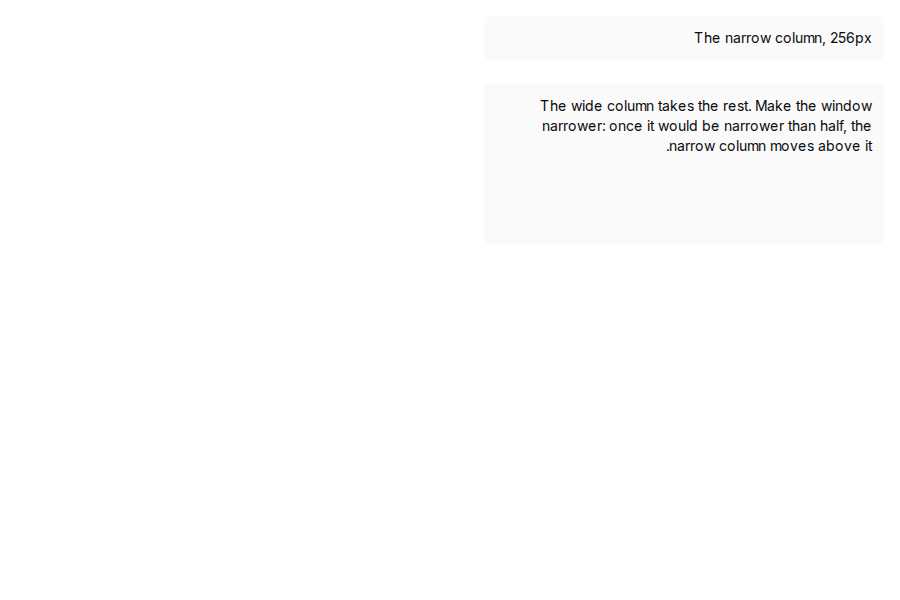 The narrow column, 256px
The wide column takes the rest. Make the window
narrower: once it would be narrower than half, the
.narrow column moves above it